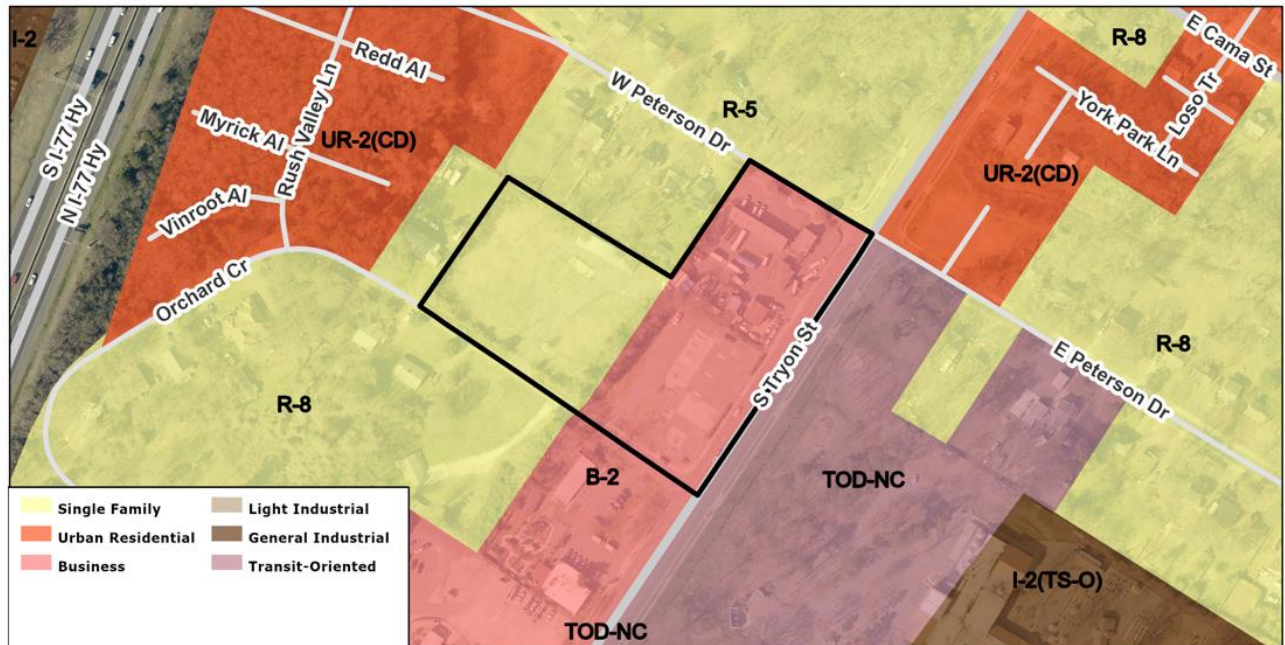 I-2
S I-77 Hy
N I-77 Hy
Redd Al
Rush Valley Ln
Myrick Al
UR-2(CD)
Vinroot Al
Orchard Cr
R-8
W Peterson Dr
R-5
R-8
E Cama St
Loso Tr
York Park Ln
UR-2(CD)
S Tryon St
E Peterson Dr
R-8
B-2
TOD-NC
I-2(TS-O)
TOD-NC
Single Family
Urban Residential
Business
Light Industrial
General Industrial
Transit-Oriented